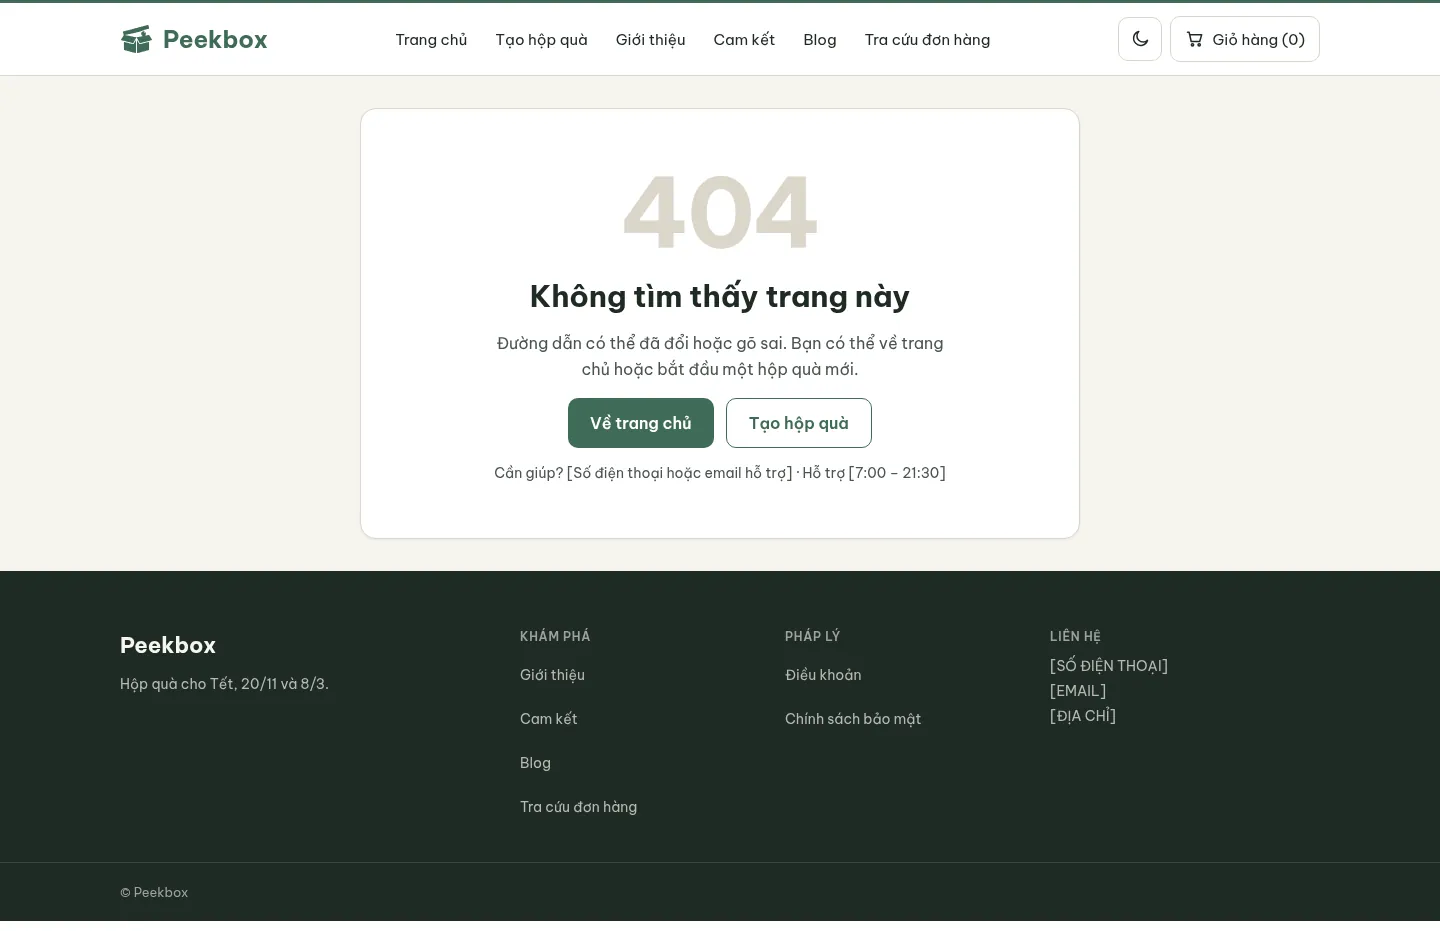 Peekbox
Trang chủ
Tạo hộp quà
Giới thiệu
Cam kết
Blog
Tra cứu đơn hàng
Giỏ hàng (0)
404
Không tìm thấy trang này
Đường dẫn có thể đã đổi hoặc gõ sai. Bạn có thể về trang
chủ hoặc bắt đầu một hộp quà mới.
Về trang chủ
Tạo hộp quà
Cần giúp? [Số điện thoại hoặc email hỗ trợ] · Hỗ trợ [7:00 – 21:30]
Peekbox
Hộp quà cho Tết, 20/11 và 8/3.
KHÁM PHÁ
Giới thiệu
Cam kết
Blog
Tra cứu đơn hàng
PHÁP LÝ
Điều khoản
Chính sách bảo mật
LIÊN HỆ
[SỐ ĐIỆN THOẠI]
[EMAIL]
[ĐỊA CHỈ]
© Peekbox